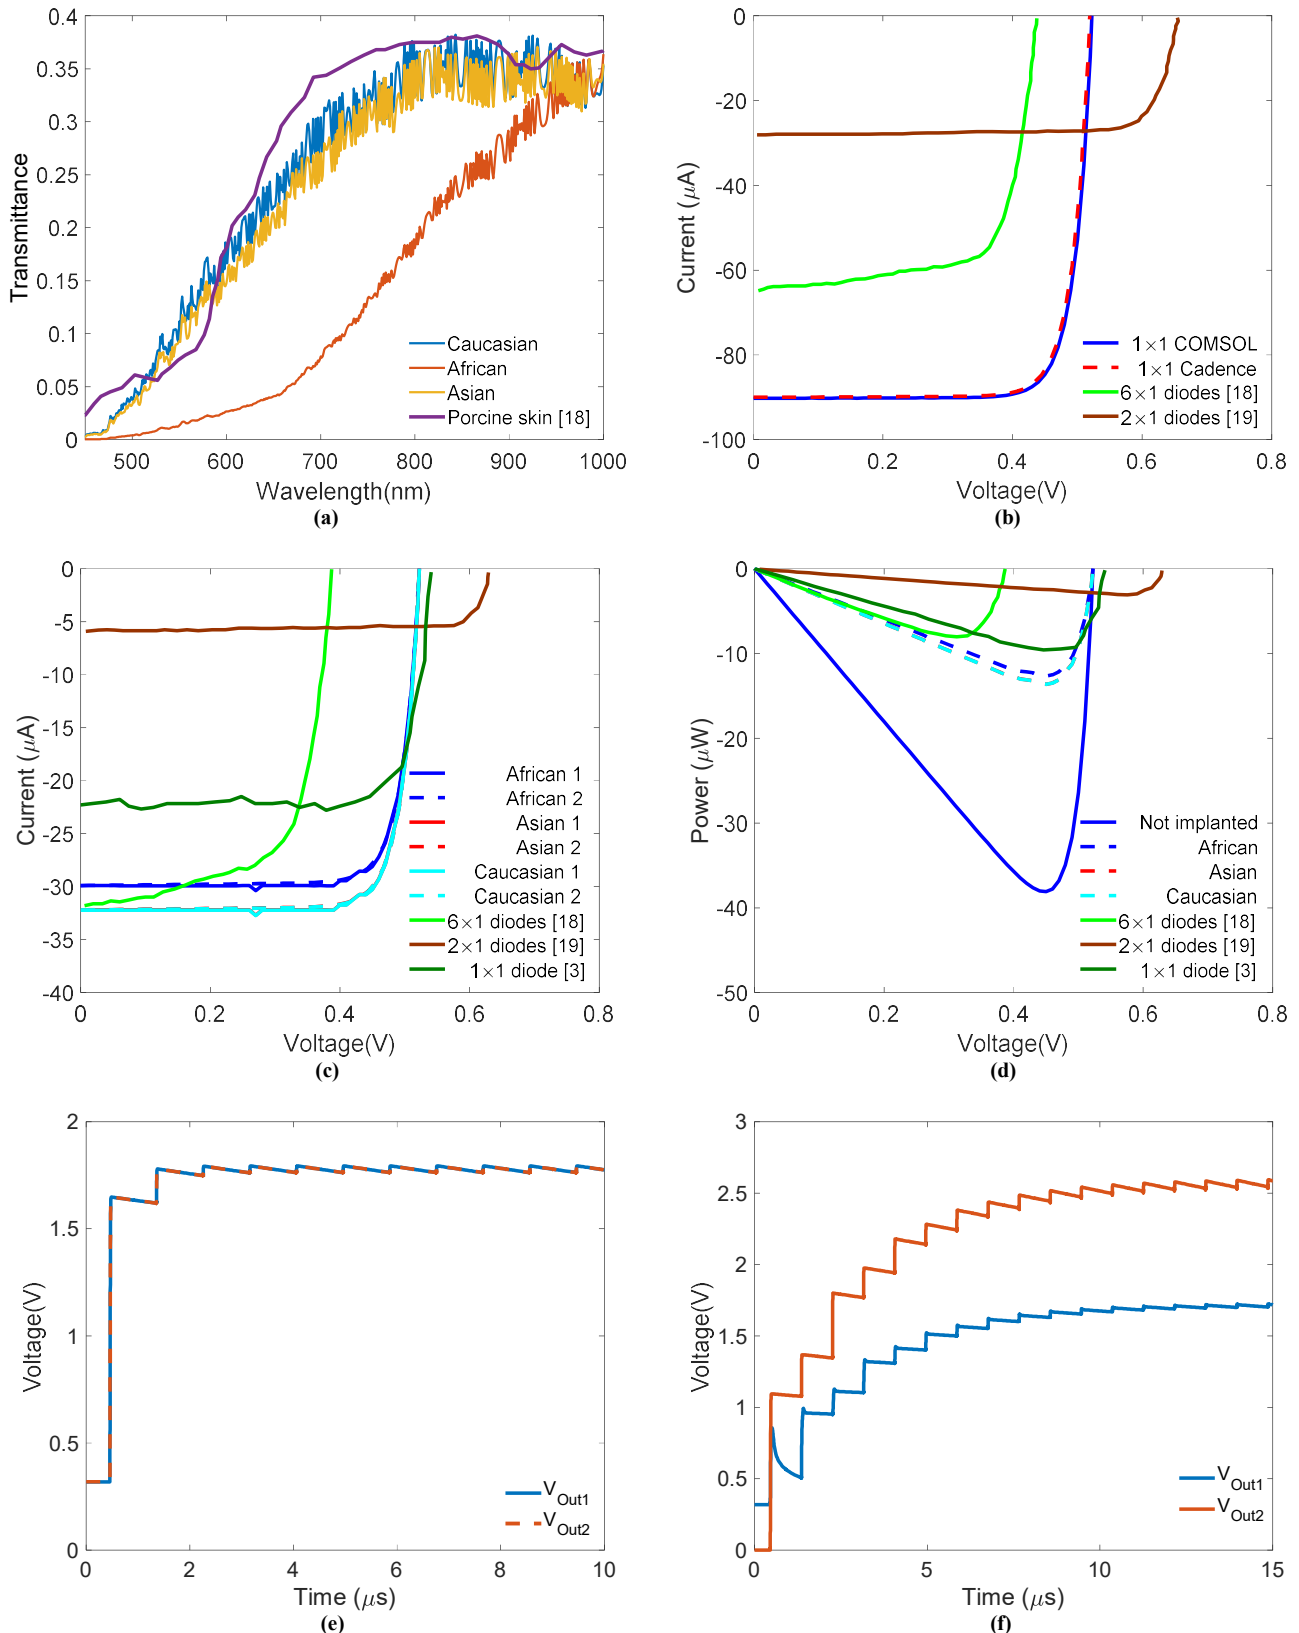 0.4
0.35
0.3
0.25
0.2
0.15
0.1
0.05
0
Transmittance
500 600 700 800 900 1000
Wavelength(nm)
Caucasian
African
Asian
Porcine skin [18]
(a)
0
-20
-40
-60
-80
-100
Current (μA)
0 0.2 0.4 0.6 0.8
Voltage(V)
1×1 COMSOL
1×1 Cadence
6×1 diodes [18]
2×1 diodes [19]
(b)
0
-5
-10
-15
-20
-25
-30
-35
-40
Current (μA)
0 0.2 0.4 0.6 0.8
Voltage(V)
African 1
African 2
Asian 1
Asian 2
Caucasian 1
Caucasian 2
6×1 diodes [18]
2×1 diodes [19]
1×1 diode [3]
(c)
0
-10
-20
-30
-40
-50
Power (μW)
0 0.2 0.4 0.6 0.8
Voltage(V)
Not implanted
African
Asian
Caucasian
6×1 diodes [18]
2×1 diodes [19]
1×1 diode [3]
(d)
2
1.5
1
0.5
0
Voltage(V)
0 2 4 6 8 10
Time (μs)
V_Out1
V_Out2
(e)
3
2.5
2
1.5
1
0.5
0
Voltage(V)
0 5 10 15
Time (μs)
V_Out1
V_Out2
(f)